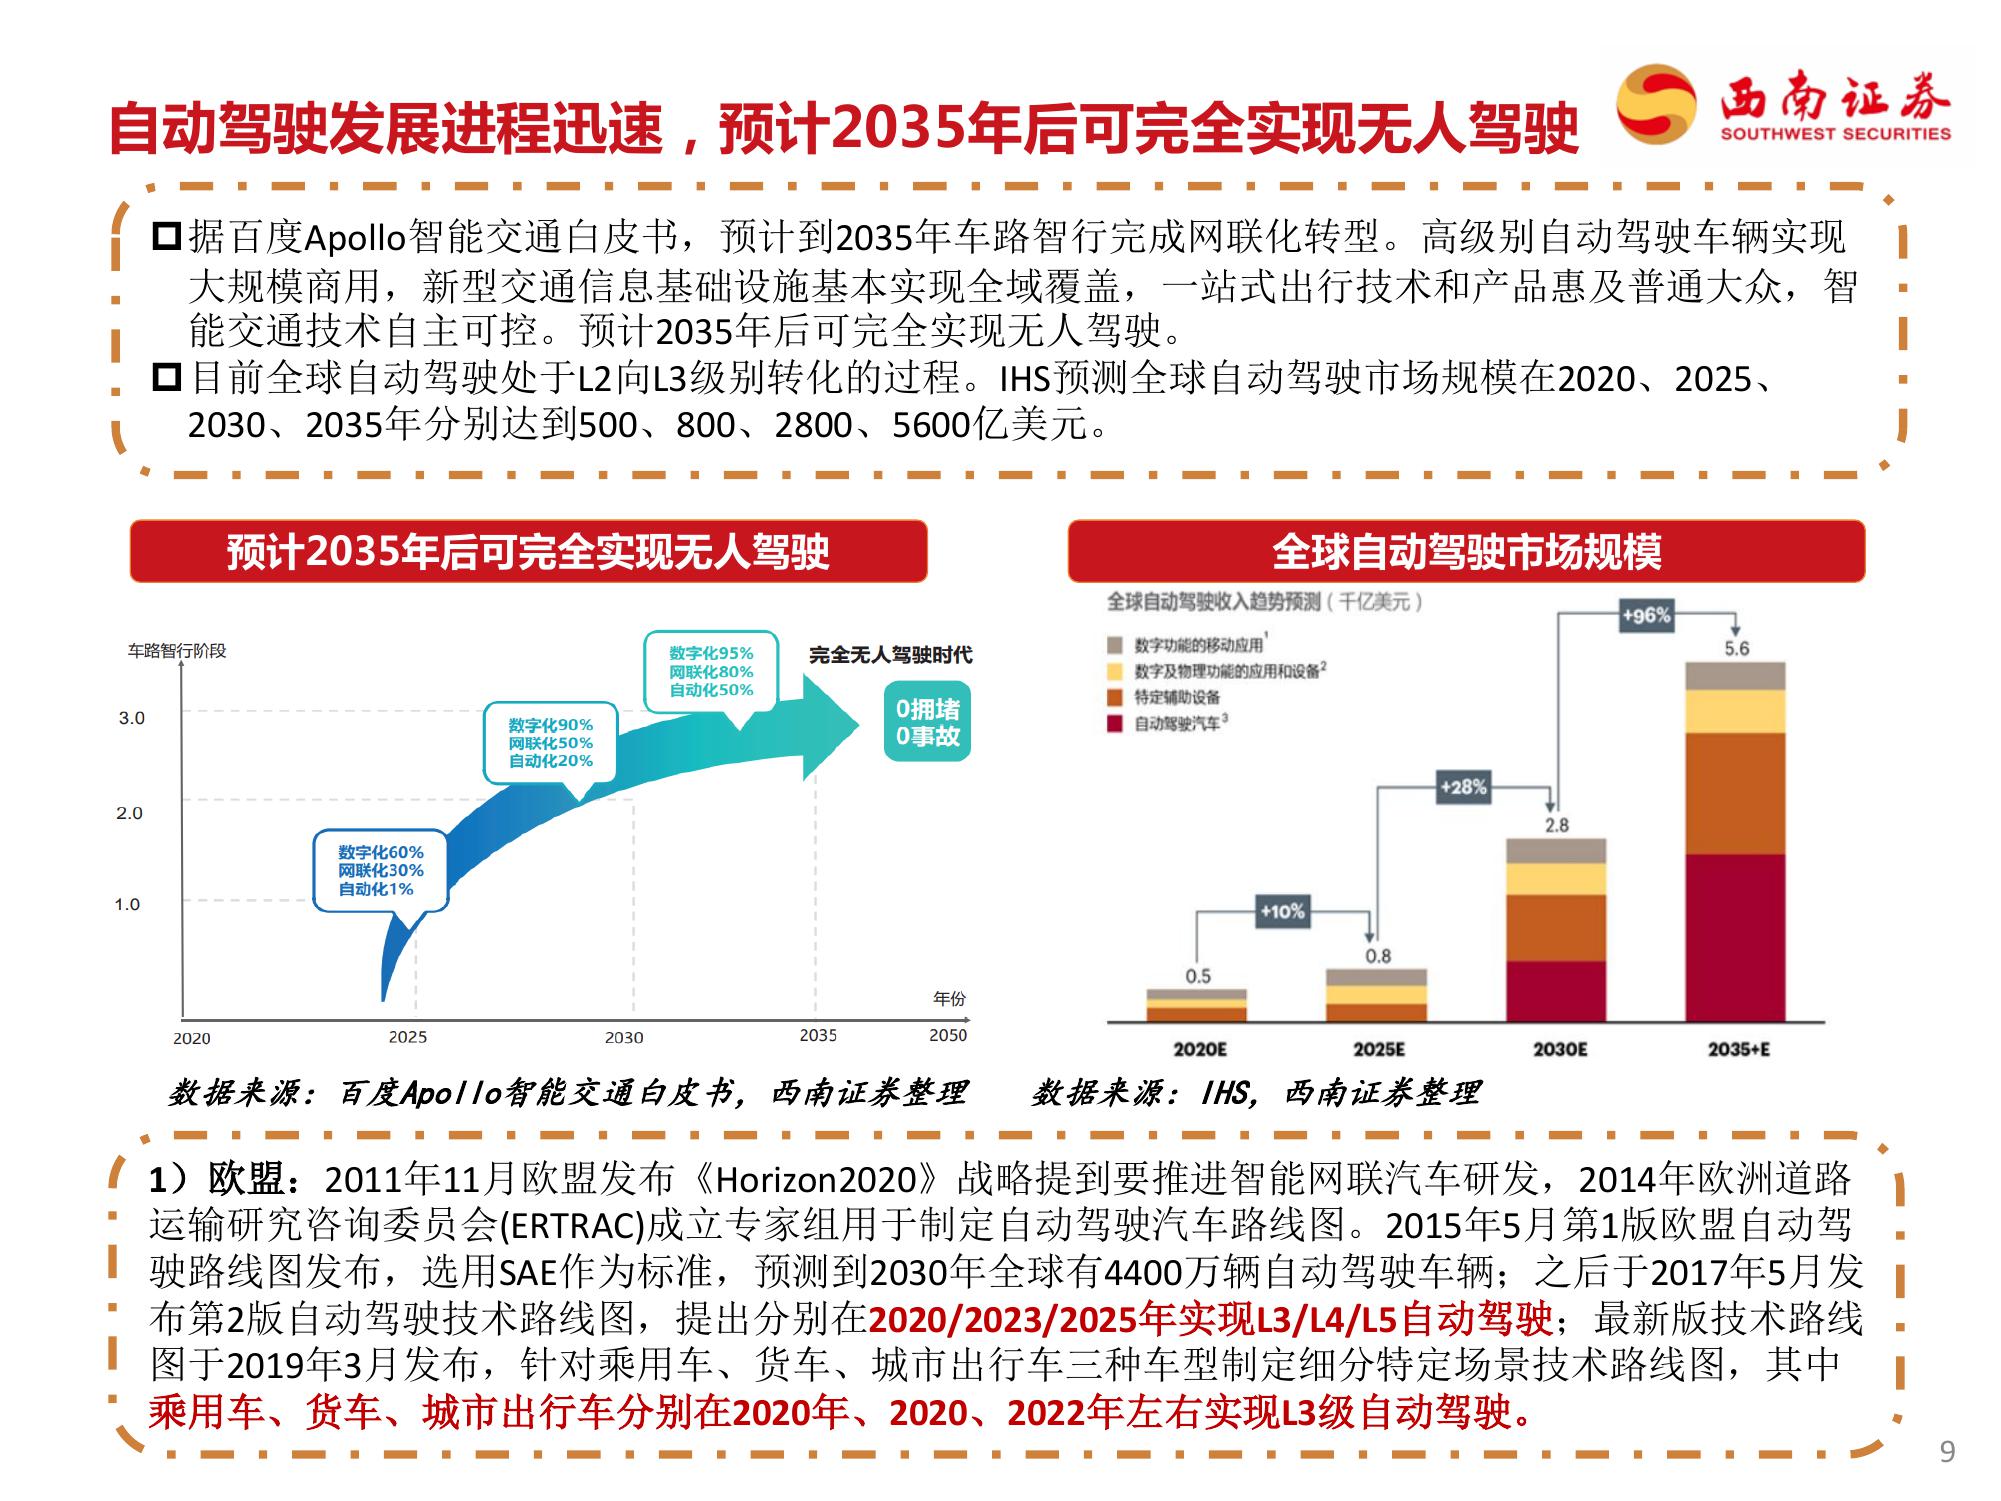 自动驾驶发展进程迅速，预计2035年后可完全实现无人驾驶
西南证券
SOUTHWEST SECURITIES
据百度Apollo智能交通白皮书，预计到2035年车路智行完成网联化转型。高级别自动驾驶车辆实现
大规模商用，新型交通信息基础设施基本实现全域覆盖，一站式出行技术和产品惠及普通大众，智
能交通技术自主可控。预计2035年后可完全实现无人驾驶。
目前全球自动驾驶处于L2向L3级别转化的过程。IHS预测全球自动驾驶市场规模在2020、2025、
2030、2035年分别达到500、800、2800、5600亿美元。
预计2035年后可完全实现无人驾驶
车路智行阶段
3.0
2.0
1.0
数字化60%
网联化30%
自动化1%
数字化90%
网联化50%
自动化20%
数字化95%
网联化80%
自动化50%
完全无人驾驶时代
0拥堵
0事故
年份
2020
2025
2030
2035
2050
数据来源：百度Apollo智能交通白皮书，西南证券整理
全球自动驾驶市场规模
全球自动驾驶收入趋势预测（千亿美元）
数字功能的移动应用1
数字及物理功能的应用和设备2
特定辅助设备
自动驾驶汽车3
+10%
+28%
+96%
0.5
0.8
2.8
5.6
2020E
2025E
2030E
2035+E
数据来源：IHS，西南证券整理
1）欧盟：2011年11月欧盟发布《Horizon2020》战略提到要推进智能网联汽车研发，2014年欧洲道路
运输研究咨询委员会(ERTRAC)成立专家组用于制定自动驾驶汽车路线图。2015年5月第1版欧盟自动驾
驶路线图发布，选用SAE作为标准，预测到2030年全球有4400万辆自动驾驶车辆；之后于2017年5月发
布第2版自动驾驶技术路线图，提出分别在2020/2023/2025年实现L3/L4/L5自动驾驶；最新版技术路线
图于2019年3月发布，针对乘用车、货车、城市出行车三种车型制定细分特定场景技术路线图，其中
乘用车、货车、城市出行车分别在2020年、2020、2022年左右实现L3级自动驾驶。
9